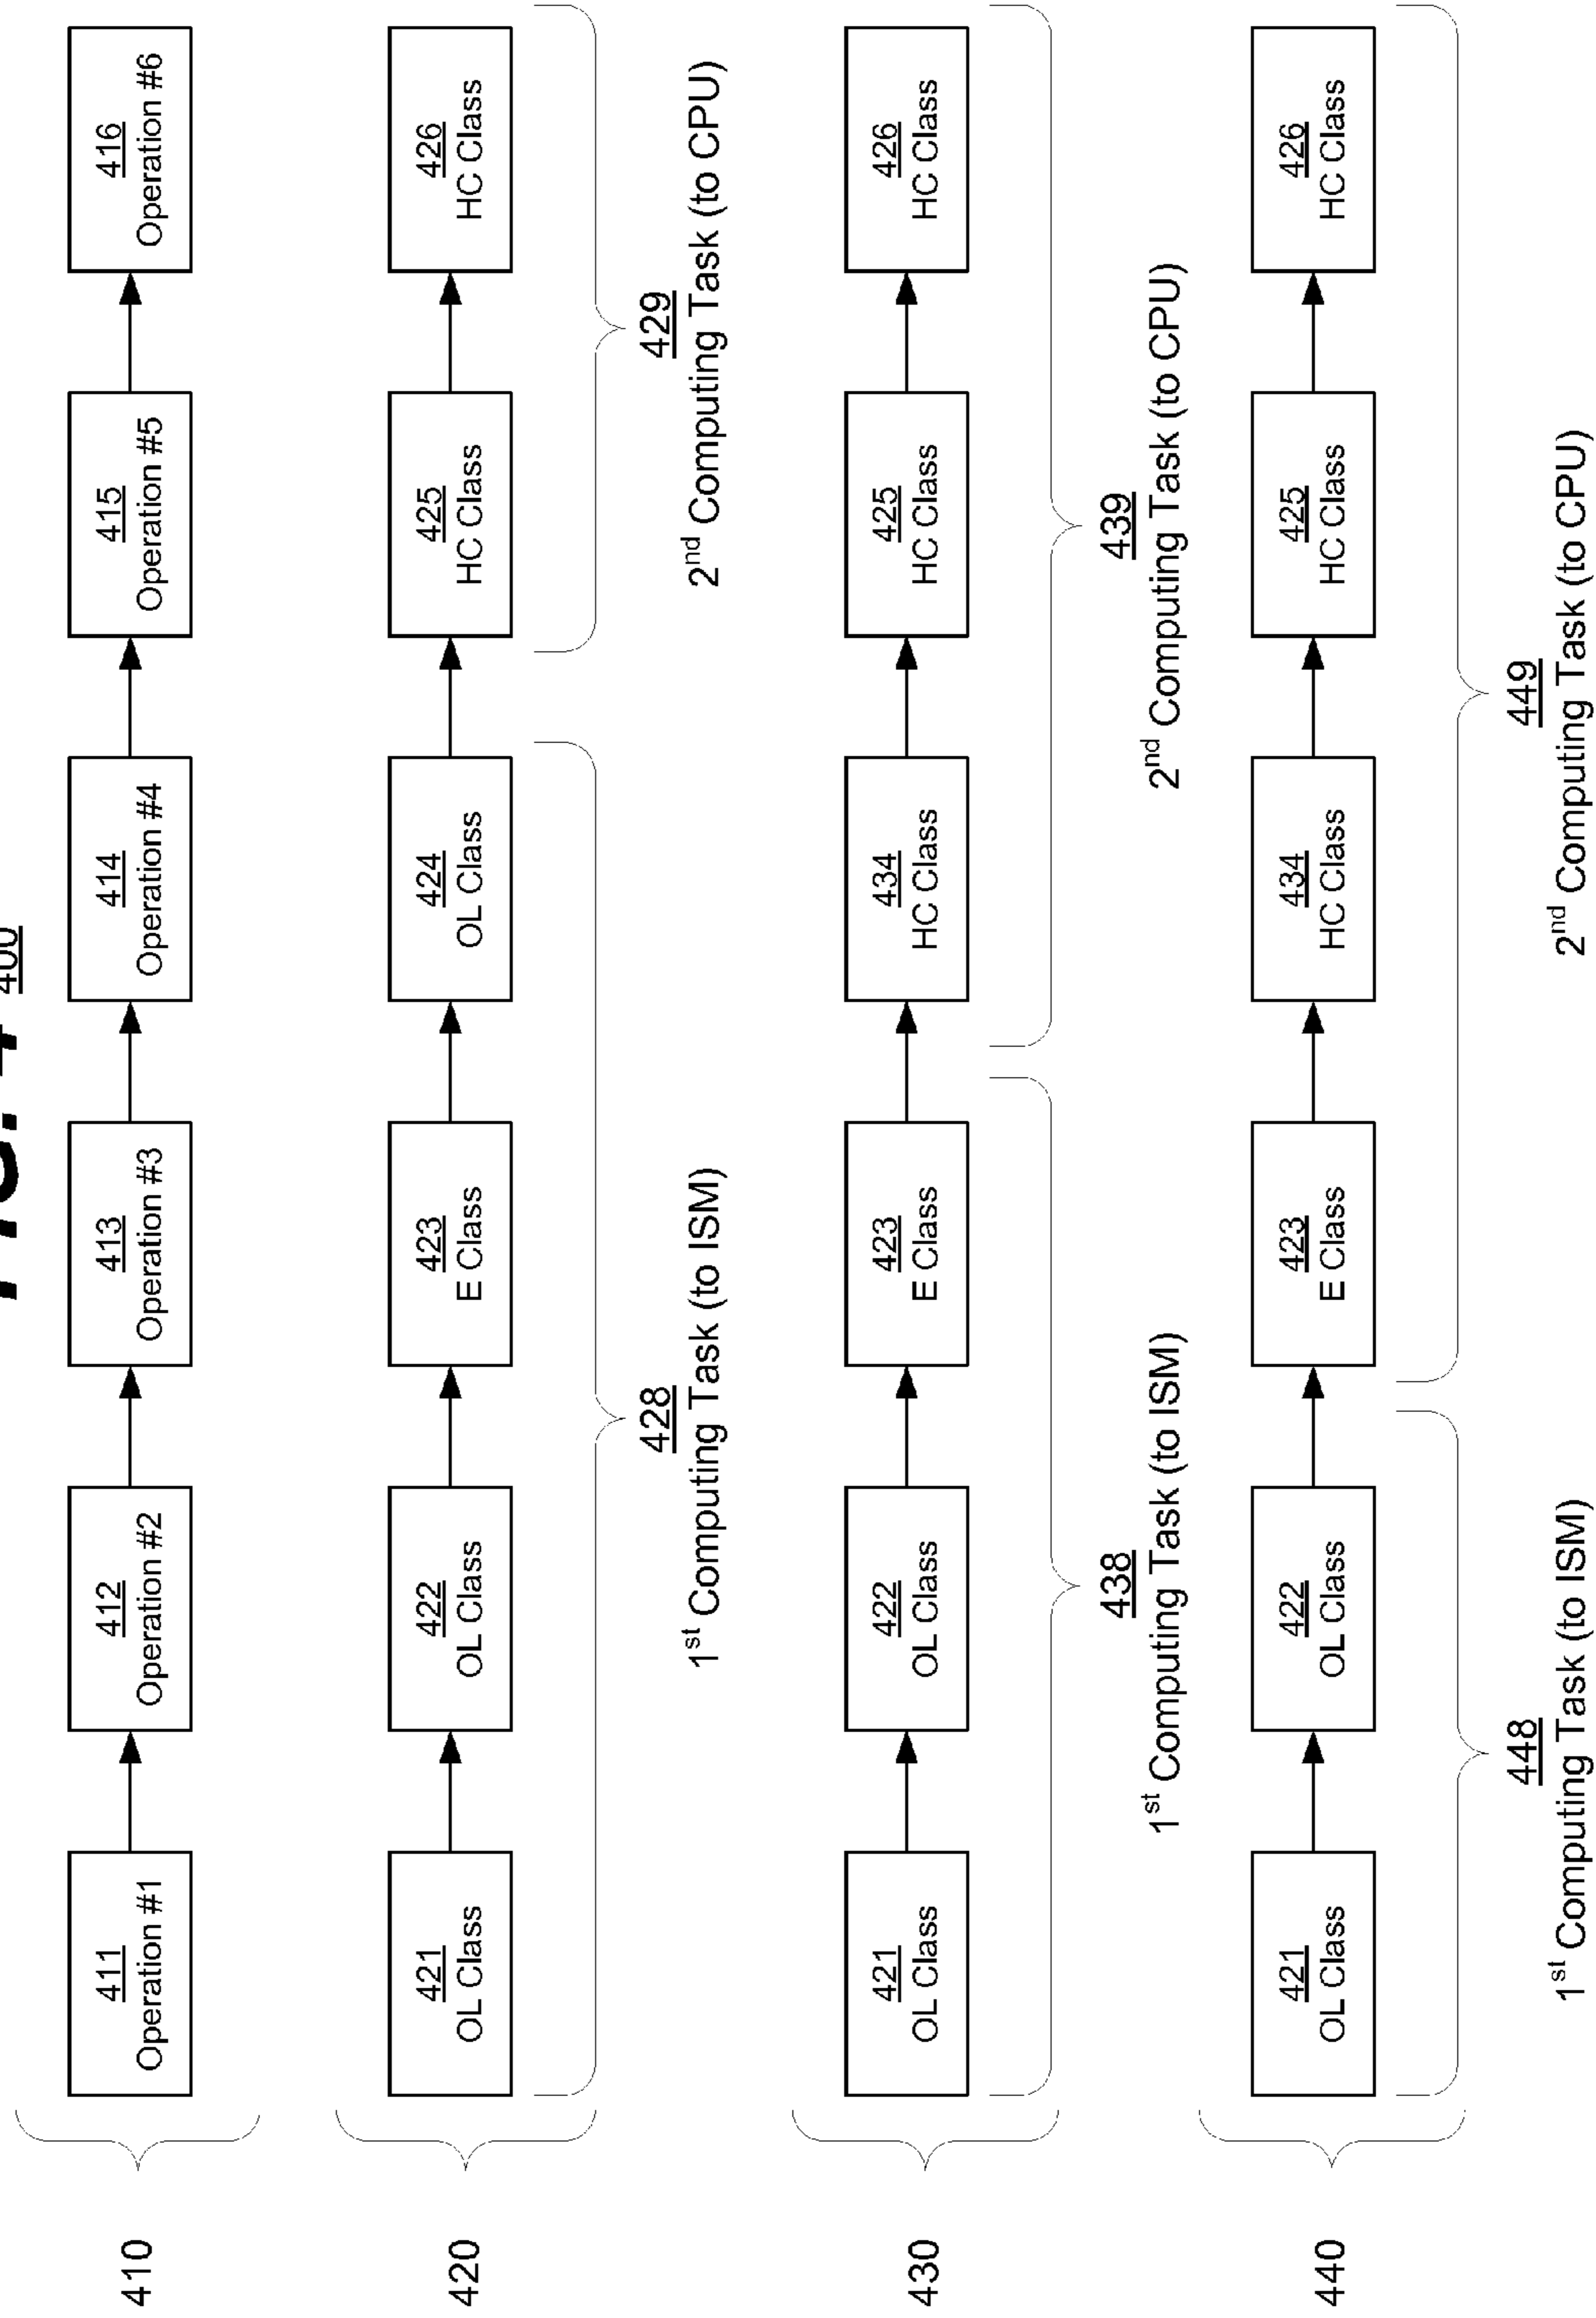 FIG. 4 400
410
411
Operation #1
412
Operation #2
413
Operation #3
414
Operation #4
415
Operation #5
416
Operation #6
420
421
OL Class
422
OL Class
423
E Class
424
OL Class
425
HC Class
426
HC Class
428
1st Computing Task (to ISM)
429
2nd Computing Task (to CPU)
430
421
OL Class
422
OL Class
423
E Class
434
HC Class
425
HC Class
426
HC Class
438
1st Computing Task (to ISM)
439
2nd Computing Task (to CPU)
440
421
OL Class
422
OL Class
423
E Class
434
HC Class
425
HC Class
426
HC Class
448
1st Computing Task (to ISM)
449
2nd Computing Task (to CPU)